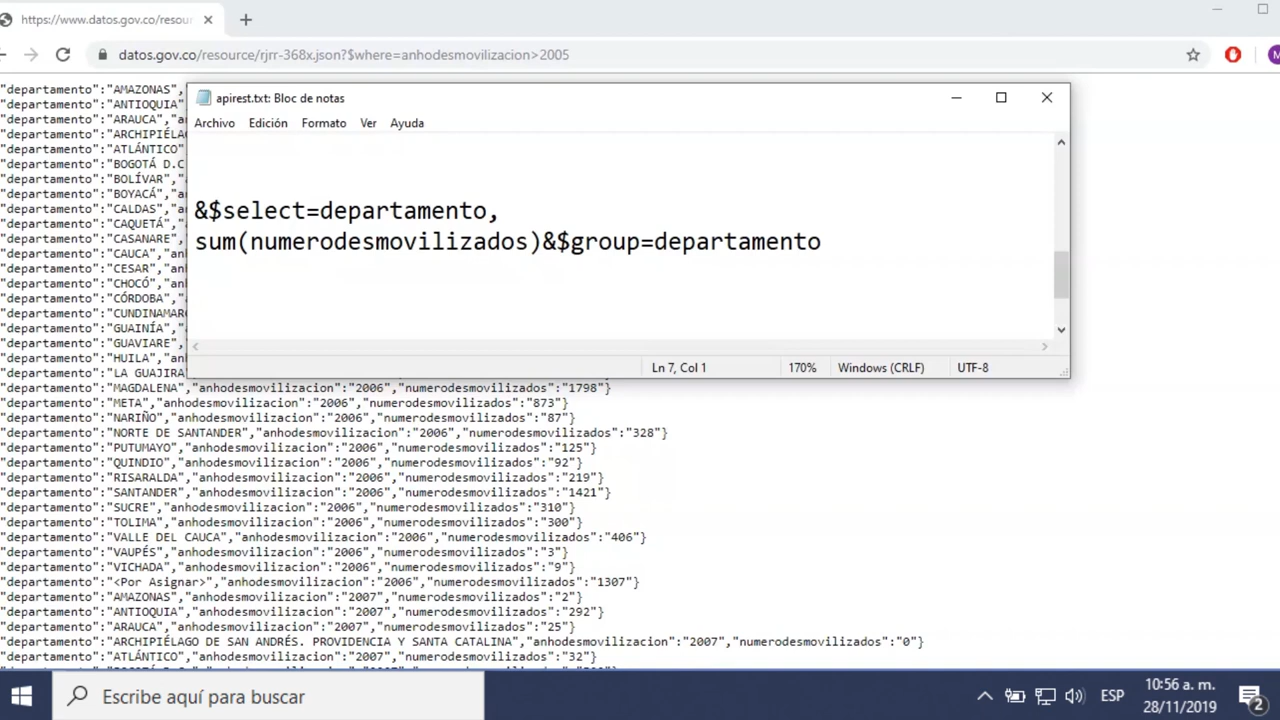 https://www.datos.gov.co/resour
datos.gov.co/resource/rjrr-368x.json?$where=anhodesmovilizacion>2005
M
"departamento":"AMAZONAS",
"departamento":"ANTIOQUIA"
"departamento":"ARAUCA","a
"departamento":"ARCHIPIÉLA
"departamento":"ATLÁNTICO"
"departamento":"BOGOTÁ D.C
"departamento":"BOLÍVAR","a
"departamento":"BOYACÁ","an
"departamento":"CALDAS","an
"departamento":"CAQUETÁ","
"departamento":"CASANARE",
"departamento":"CAUCA","an
"departamento":"CESAR","an
"departamento":"CHOCÓ","an
"departamento":"CÓRDOBA","
"departamento":"CUNDINAMAR
"departamento":"GUAINÍA","
"departamento":"GUAVIARE",
"departamento":"HUILA","an
"departamento":"LA GUAJIRA
apirest.txt: Bloc de notas
Archivo Edición Formato Ver Ayuda
&$select=departamento,
sum(numerodesmovilizados)&$group=departamento
Ln 7, Col 1 170% Windows (CRLF) UTF-8
"departamento":"MAGDALENA","anhodesmovilizacion":"2006","numerodesmovilizados":"1798"}
"departamento":"META","anhodesmovilizacion":"2006","numerodesmovilizados":"873"}
"departamento":"NARIÑO","anhodesmovilizacion":"2006","numerodesmovilizados":"87"}
"departamento":"NORTE DE SANTANDER","anhodesmovilizacion":"2006","numerodesmovilizados":"328"}
"departamento":"PUTUMAYO","anhodesmovilizacion":"2006","numerodesmovilizados":"125"}
"departamento":"QUINDIO","anhodesmovilizacion":"2006","numerodesmovilizados":"92"}
"departamento":"RISARALDA","anhodesmovilizacion":"2006","numerodesmovilizados":"219"}
"departamento":"SANTANDER","anhodesmovilizacion":"2006","numerodesmovilizados":"1421"}
"departamento":"SUCRE","anhodesmovilizacion":"2006","numerodesmovilizados":"310"}
"departamento":"TOLIMA","anhodesmovilizacion":"2006","numerodesmovilizados":"300"}
"departamento":"VALLE DEL CAUCA","anhodesmovilizacion":"2006","numerodesmovilizados":"406"}
"departamento":"VAUPÉS","anhodesmovilizacion":"2006","numerodesmovilizados":"3"}
"departamento":"VICHADA","anhodesmovilizacion":"2006","numerodesmovilizados":"9"}
"departamento":"<Por Asignar>","anhodesmovilizacion":"2006","numerodesmovilizados":"1307"}
"departamento":"AMAZONAS","anhodesmovilizacion":"2007","numerodesmovilizados":"2"}
"departamento":"ANTIOQUIA","anhodesmovilizacion":"2007","numerodesmovilizados":"292"}
"departamento":"ARAUCA","anhodesmovilizacion":"2007","numerodesmovilizados":"25"}
"departamento":"ARCHIPIÉLAGO DE SAN ANDRÉS. PROVIDENCIA Y SANTA CATALINA","anhodesmovilizacion":"2007","numerodesmovilizados":"0"}
"departamento":"ATLÁNTICO","anhodesmovilizacion":"2007","numerodesmovilizados":"32"}
Escribe aquí para buscar
ESP
10:56 a. m.
28/11/2019
2